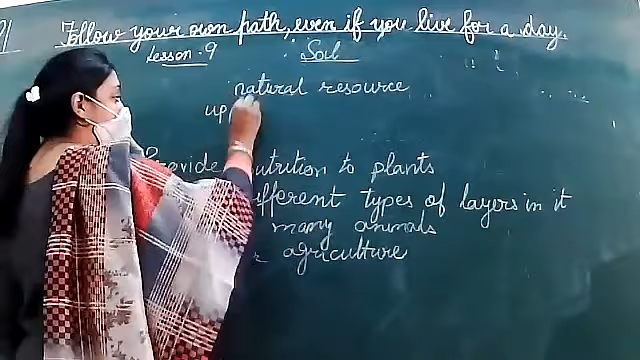 Follow your own path, even if you live for a day.
Lesson - 9
Soil
natural resource
up
Provide nutrition to plants
different types of layers in it
many animals
agriculture